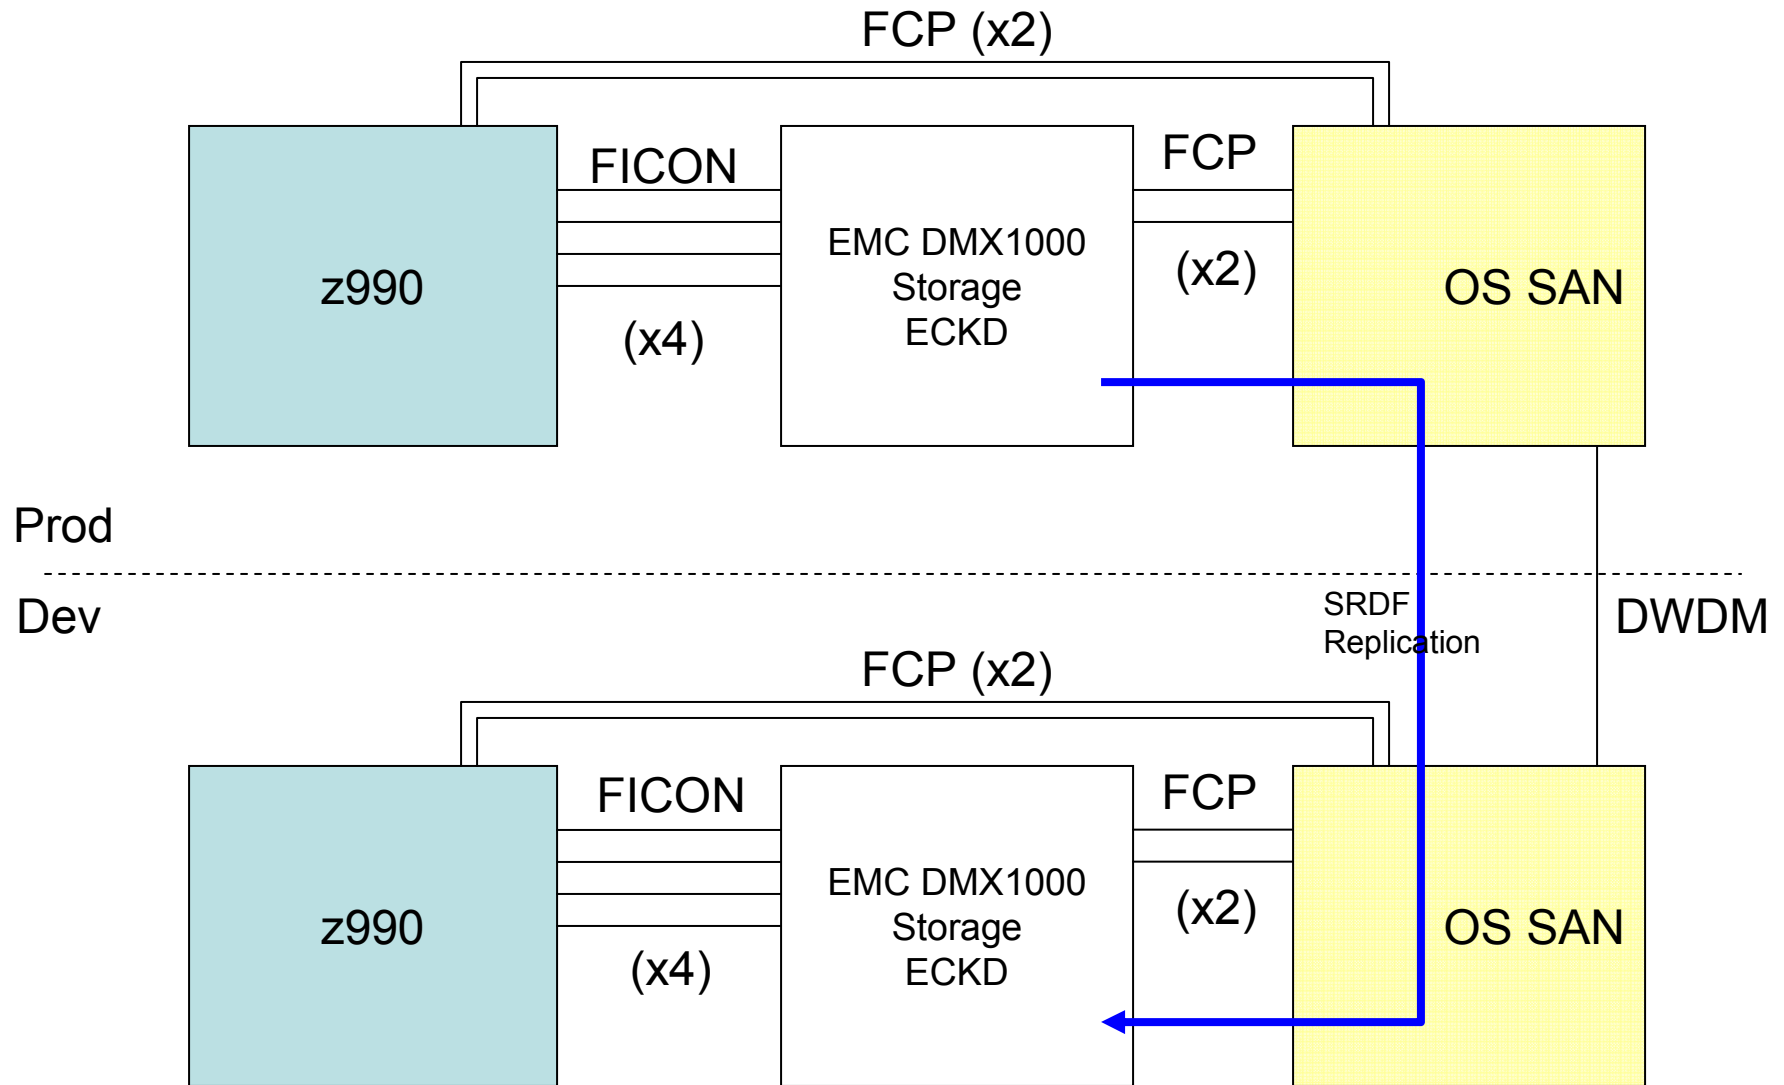 FCP (x2)
FICON
FCP
z990
EMC DMX1000
Storage
ECKD
(x2)
OS SAN
(x4)
Prod
Dev
SRDF
Replication
DWDM
FCP (x2)
FICON
FCP
z990
EMC DMX1000
Storage
ECKD
(x2)
OS SAN
(x4)